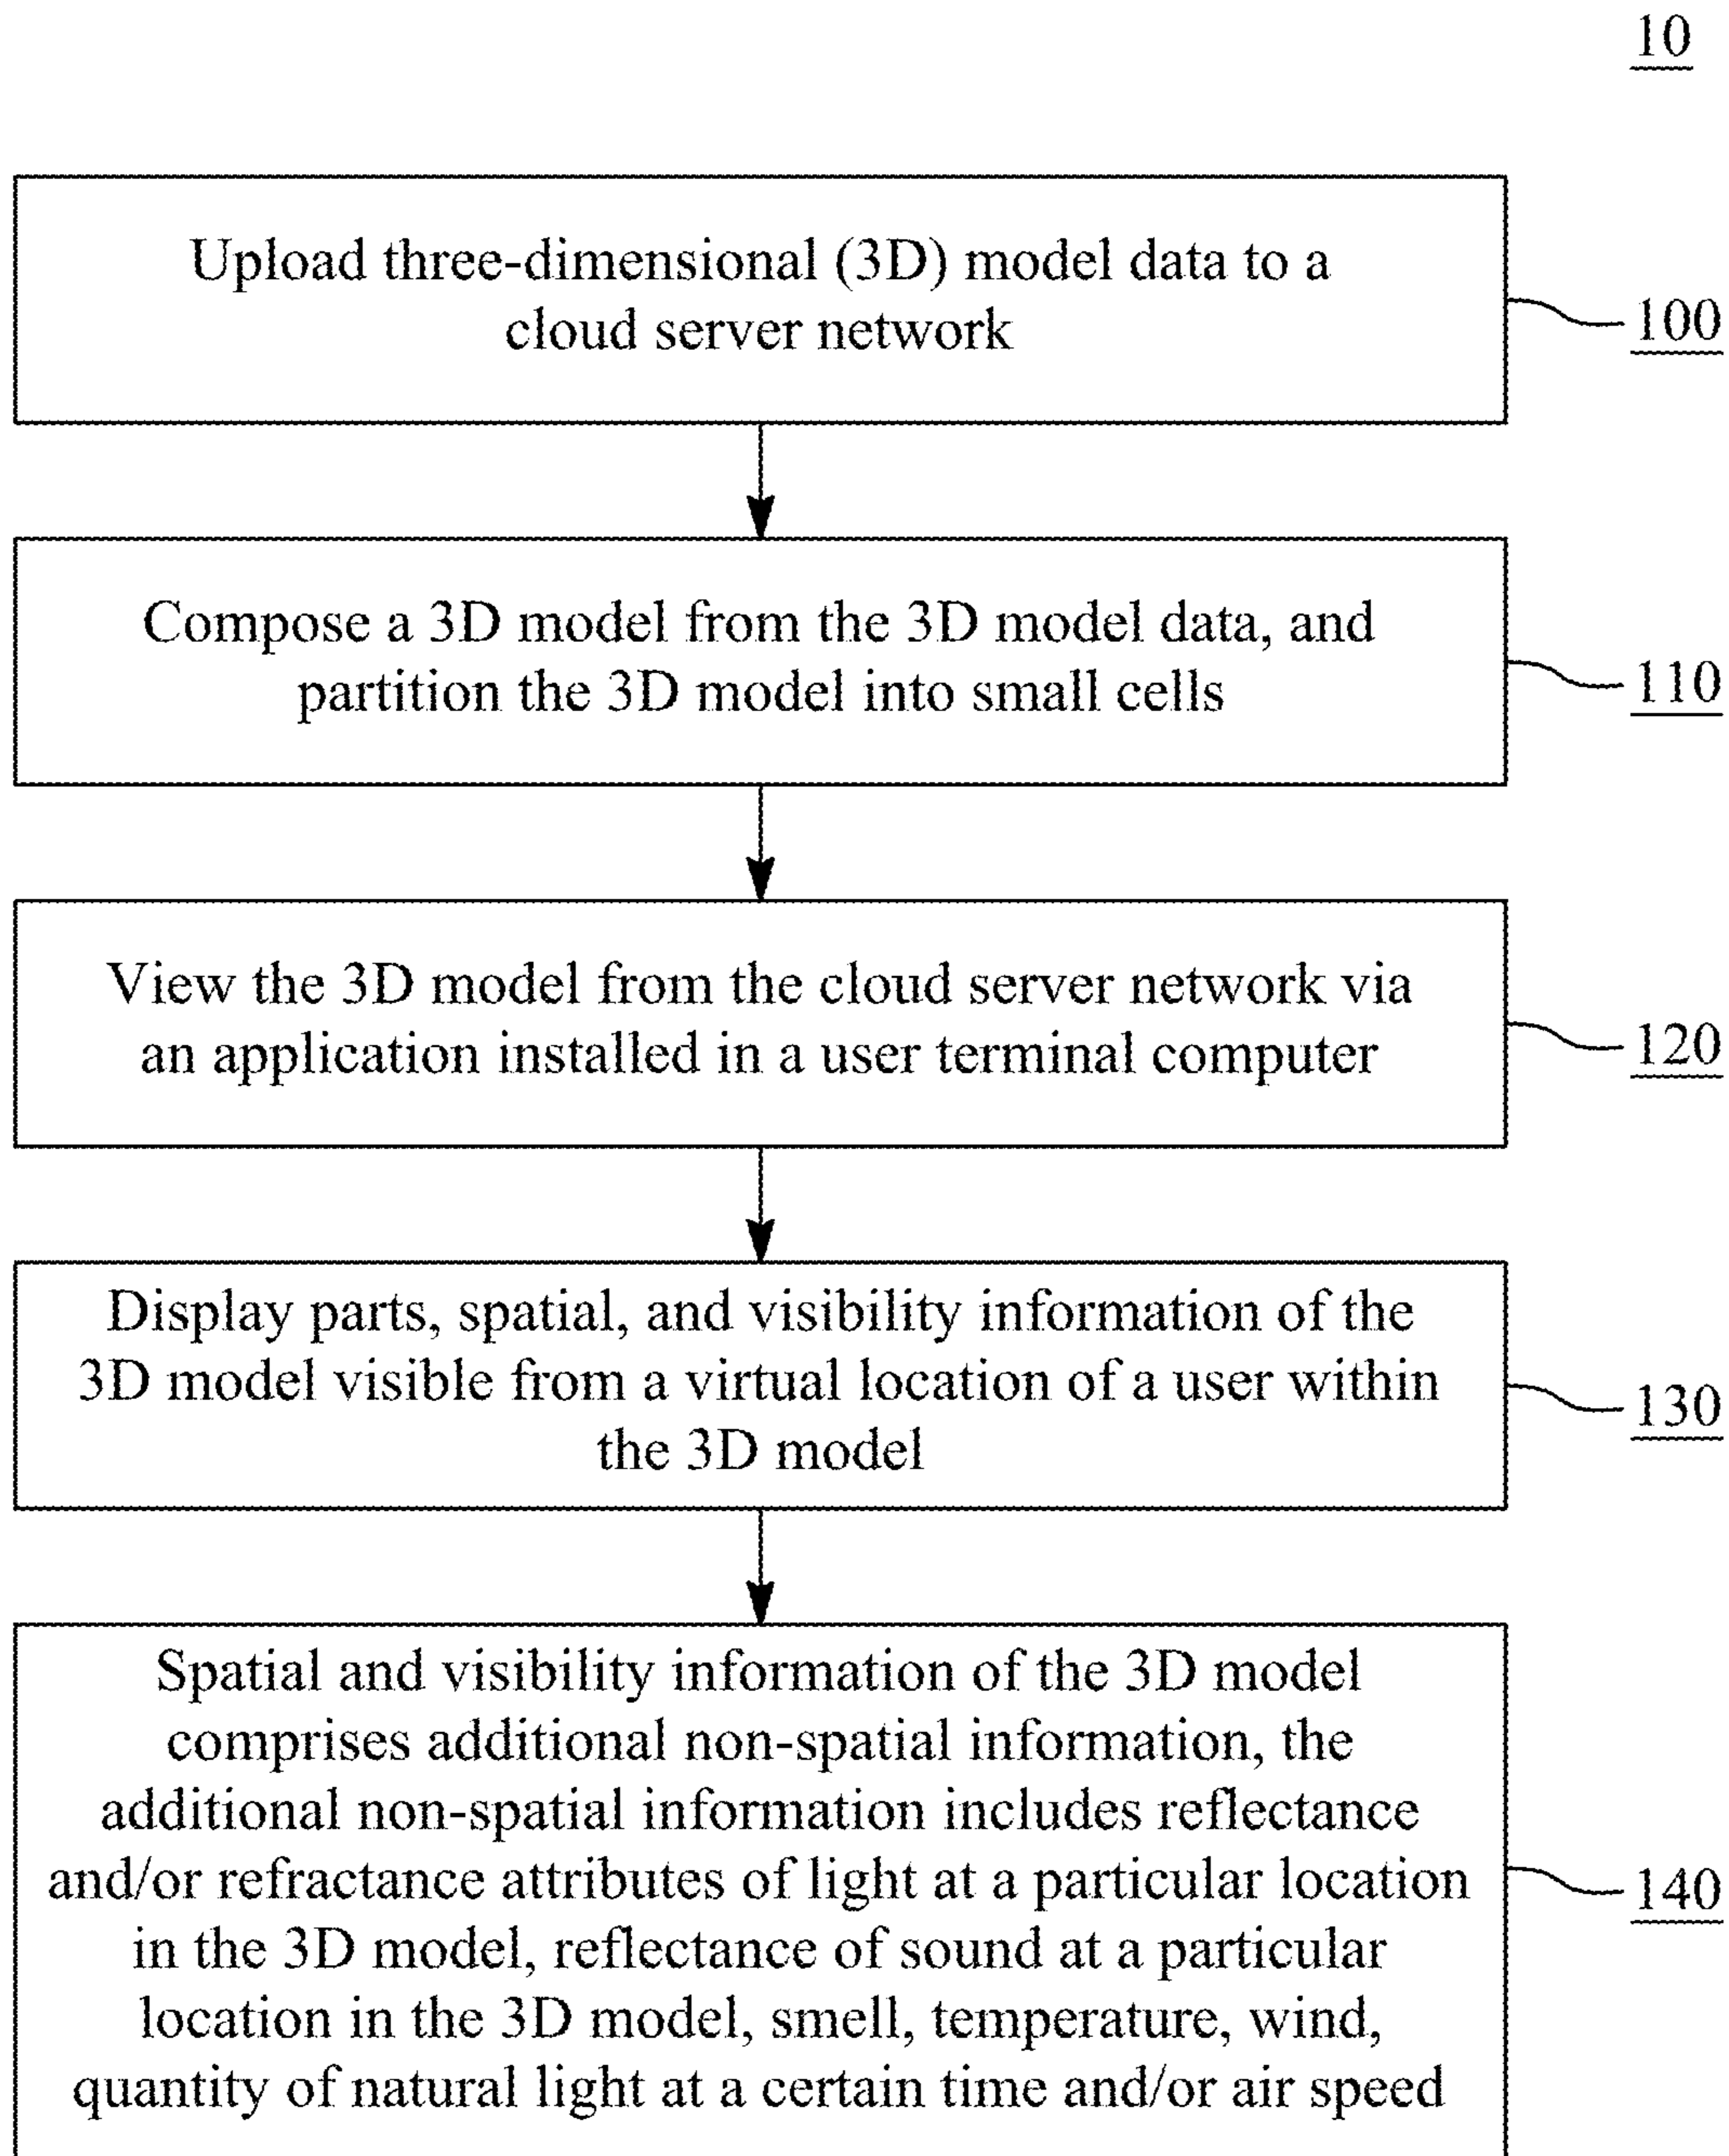 10
Upload three-dimensional (3D) model data to a
cloud server network
100
Compose a 3D model from the 3D model data, and
partition the 3D model into small cells
110
View the 3D model from the cloud server network via
an application installed in a user terminal computer
120
Display parts, spatial, and visibility information of the
3D model visible from a virtual location of a user within
the 3D model
130
Spatial and visibility information of the 3D model
comprises additional non-spatial information, the
additional non-spatial information includes reflectance
and/or refractance attributes of light at a particular location
in the 3D model, reflectance of sound at a particular
location in the 3D model, smell, temperature, wind,
quantity of natural light at a certain time and/or air speed
140